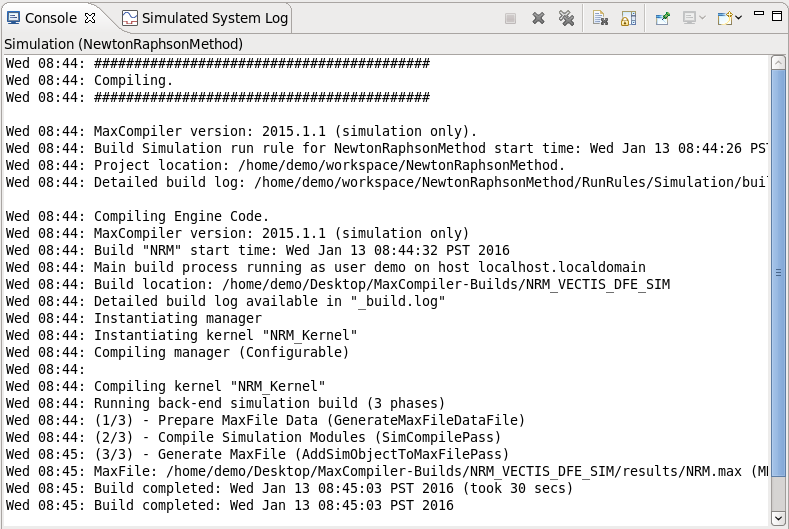 Console Simulated System Log
Simulation (NewtonRaphsonMethod)
Wed 08:44: ##########################################
Wed 08:44: Compiling.
Wed 08:44: ##########################################
Wed 08:44: MaxCompiler version: 2015.1.1 (simulation only).
Wed 08:44: Build Simulation run rule for NewtonRaphsonMethod start time: Wed Jan 13 08:44:26 PST
Wed 08:44: Project location: /home/demo/workspace/NewtonRaphsonMethod.
Wed 08:44: Detailed build log: /home/demo/workspace/NewtonRaphsonMethod/RunRules/Simulation/buil
Wed 08:44: Compiling Engine Code.
Wed 08:44: MaxCompiler version: 2015.1.1 (simulation only)
Wed 08:44: Build "NRM" start time: Wed Jan 13 08:44:32 PST 2016
Wed 08:44: Main build process running as user demo on host localhost.localdomain
Wed 08:44: Build location: /home/demo/Desktop/MaxCompiler-Builds/NRM_VECTIS_DFE_SIM
Wed 08:44: Detailed build log available in "_build.log"
Wed 08:44: Instantiating manager
Wed 08:44: Instantiating kernel "NRM_Kernel"
Wed 08:44: Compiling manager (Configurable)
Wed 08:44:
Wed 08:44: Compiling kernel "NRM_Kernel"
Wed 08:44: Running back-end simulation build (3 phases)
Wed 08:44: (1/3) - Prepare MaxFile Data (GenerateMaxFileDataFile)
Wed 08:44: (2/3) - Compile Simulation Modules (SimCompilePass)
Wed 08:45: (3/3) - Generate MaxFile (AddSimObjectToMaxFilePass)
Wed 08:45: MaxFile: /home/demo/Desktop/MaxCompiler-Builds/NRM_VECTIS_DFE_SIM/results/NRM.max (M
Wed 08:45: Build completed: Wed Jan 13 08:45:03 PST 2016 (took 30 secs)
Wed 08:45: Build completed: Wed Jan 13 08:45:03 PST 2016